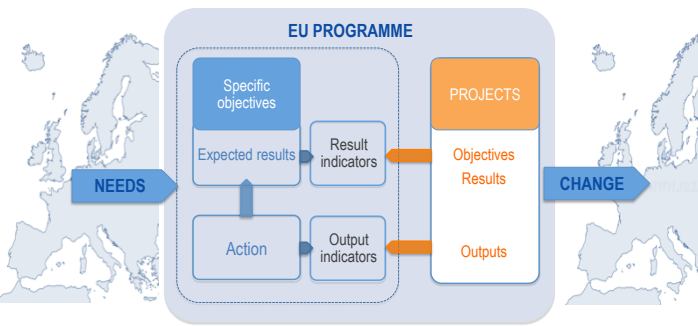 EU PROGRAMME
Specific
objectives
PROJECTS
Expected results
Result
indicators
Objectives
Results
NEEDS
CHANGE
Action
Output
indicators
Outputs